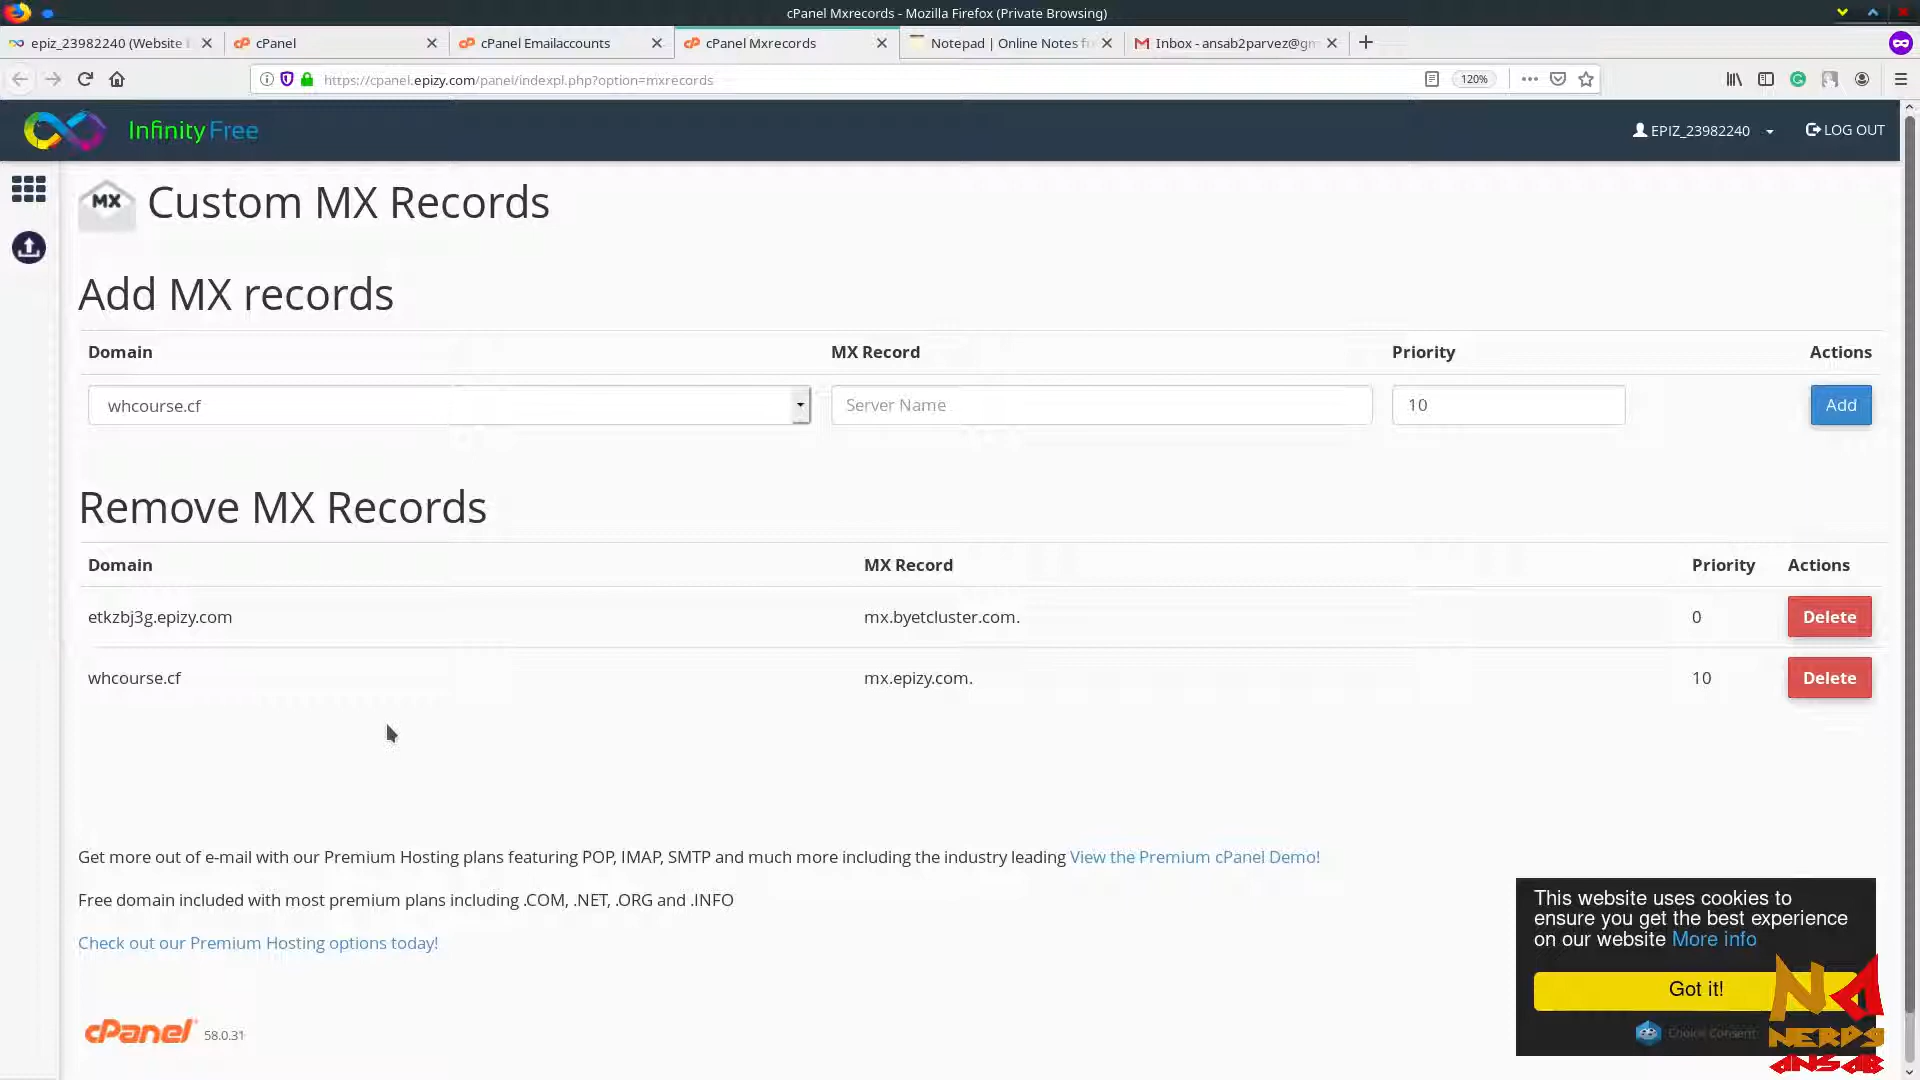 cPanel Mxrecords - Mozilla Firefox (Private Browsing)
epiz_23982240 (Website
cPanel
cPanel Emailaccounts
cPanel Mxrecords
Notepad | Online Notes f
Inbox - ansab2parvez@gm
https://cpanel.epizy.com/panel/indexpl.php?option=mxrecords
120%
InfinityFree
EPIZ_23982240
LOG OUT
MX
Custom MX Records
Add MX records
Domain
MX Record
Priority
Actions
whcourse.cf
Server Name
10
Add
Remove MX Records
Domain
MX Record
Priority
Actions
etkzbj3g.epizy.com
mx.byetcluster.com.
0
Delete
whcourse.cf
mx.epizy.com.
10
Delete
Get more out of e-mail with our Premium Hosting plans featuring POP, IMAP, SMTP and much more including the industry leading View the Premium cPanel Demo!
Free domain included with most premium plans including .COM, .NET, .ORG and .INFO
Check out our Premium Hosting options today!
This website uses cookies to
ensure you get the best experience
on our website More info
Got it!
Cookie Consent
NA
NERDS
ANSAB
cPanel
58.0.31